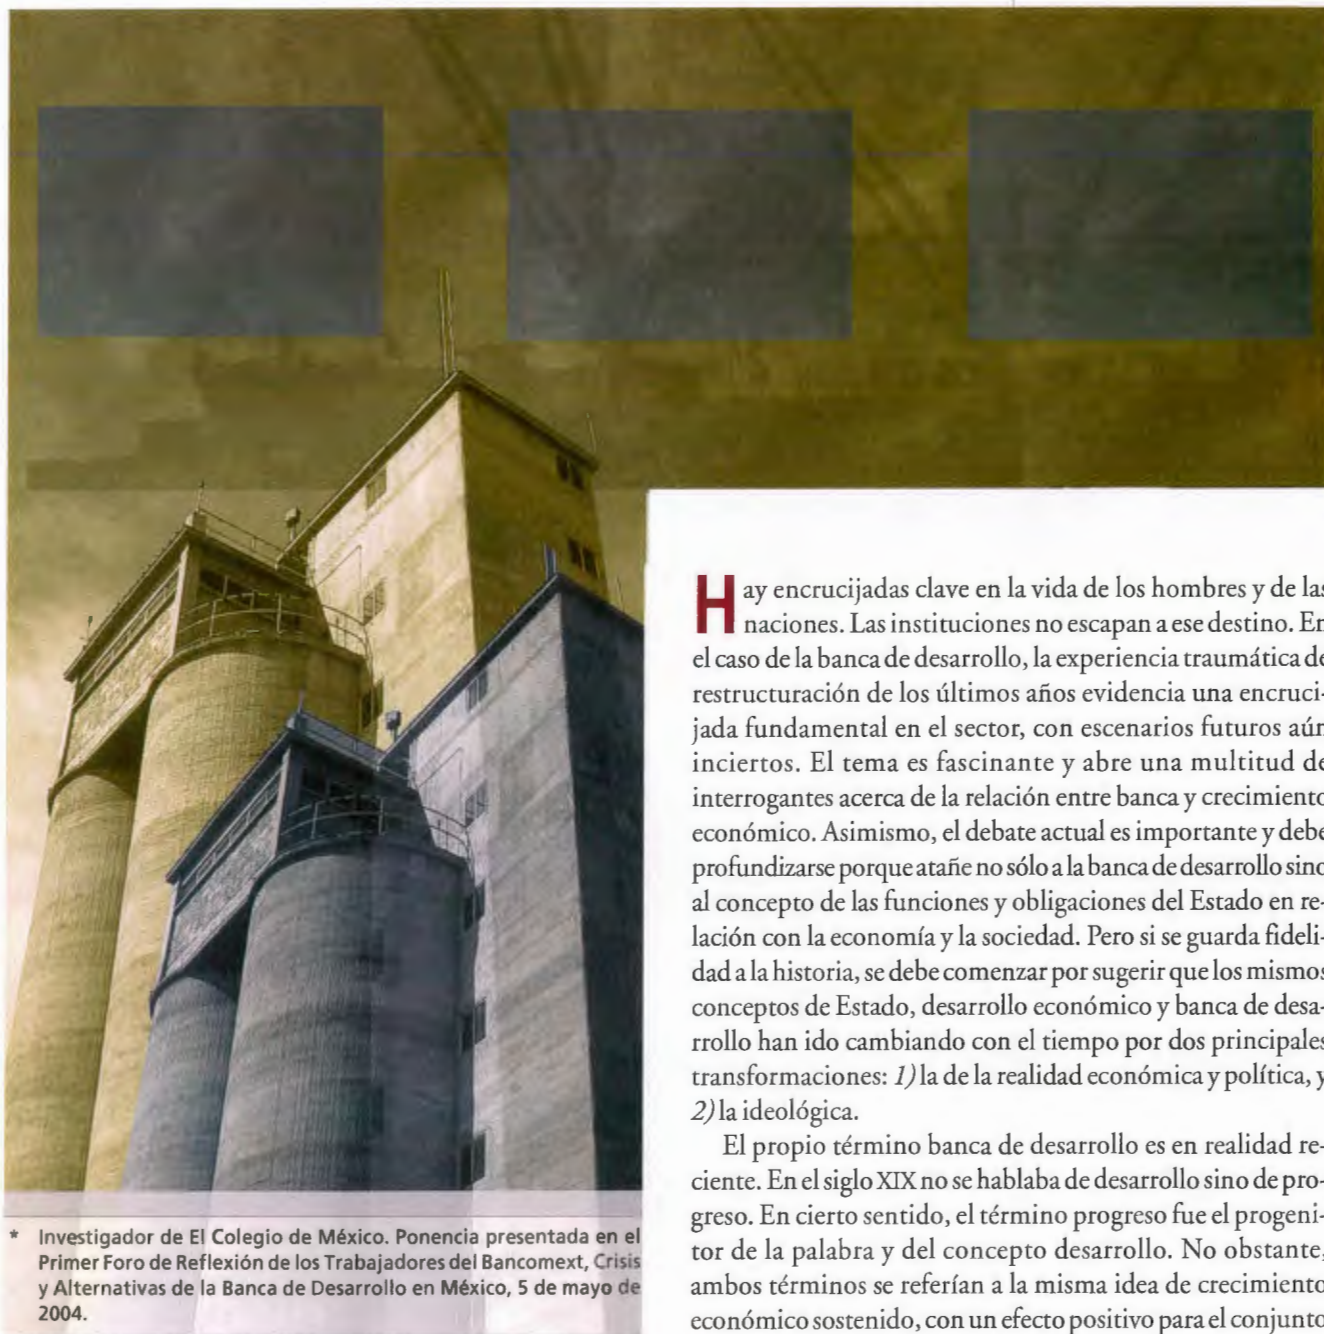 Hay encrucijadas clave en la vida de los hombres y de las
naciones. Las instituciones no escapan a ese destino. En
el caso de la banca de desarrollo, la experiencia traumática de
restructuración de los últimos años evidencia una encruci-
jada fundamental en el sector, con escenarios futuros aún
inciertos. El tema es fascinante y abre una multitud de
interrogantes acerca de la relación entre banca y crecimiento
económico. Asimismo, el debate actual es importante y debe
profundizarse porque atañe no sólo a la banca de desarrollo sino
al concepto de las funciones y obligaciones del Estado en re-
lación con la economía y la sociedad. Pero si se guarda fideli-
dad a la historia, se debe comenzar por sugerir que los mismos
conceptos de Estado, desarrollo económico y banca de desa-
rrollo han ido cambiando con el tiempo por dos principales
transformaciones: 1) la de la realidad económica y política, y
2) la ideológica.
El propio término banca de desarrollo es en realidad re-
ciente. En el siglo XIX no se hablaba de desarrollo sino de pro-
greso. En cierto sentido, el término progreso fue el progeni-
tor de la palabra y del concepto desarrollo. No obstante,
ambos términos se referían a la misma idea de crecimiento
económico sostenido, con un efecto positivo para el conjunto
* Investigador de El Colegio de México. Ponencia presentada en el
Primer Foro de Reflexión de los Trabajadores del Bancomext, Crisis
y Alternativas de la Banca de Desarrollo en México, 5 de mayo de
2004.